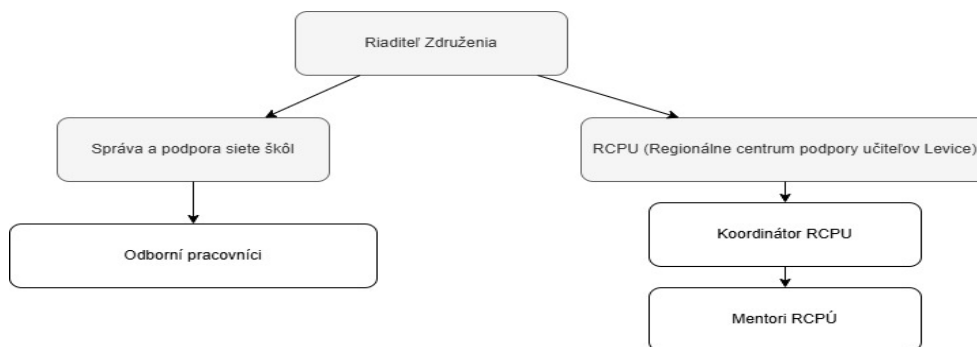 Riaditeľ Združenia
Správa a podpora siete škôl
RCPU (Regionálne centrum podpory učiteľov Levice)
Odborní pracovníci
Koordinátor RCPU
Mentori RCPÚ